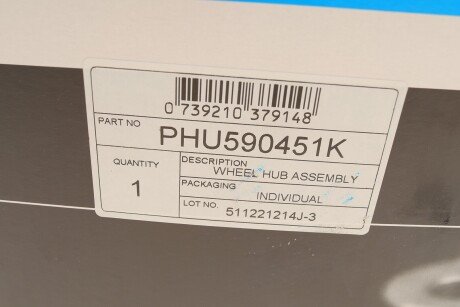 0 739210 379148
PART NO
PHU590451K
QUANTITY
1
DESCRIPTION
WHEEL HUB ASSEMBLY
PACKAGING
INDIVIDUAL
LOT NO.
511221214J-3